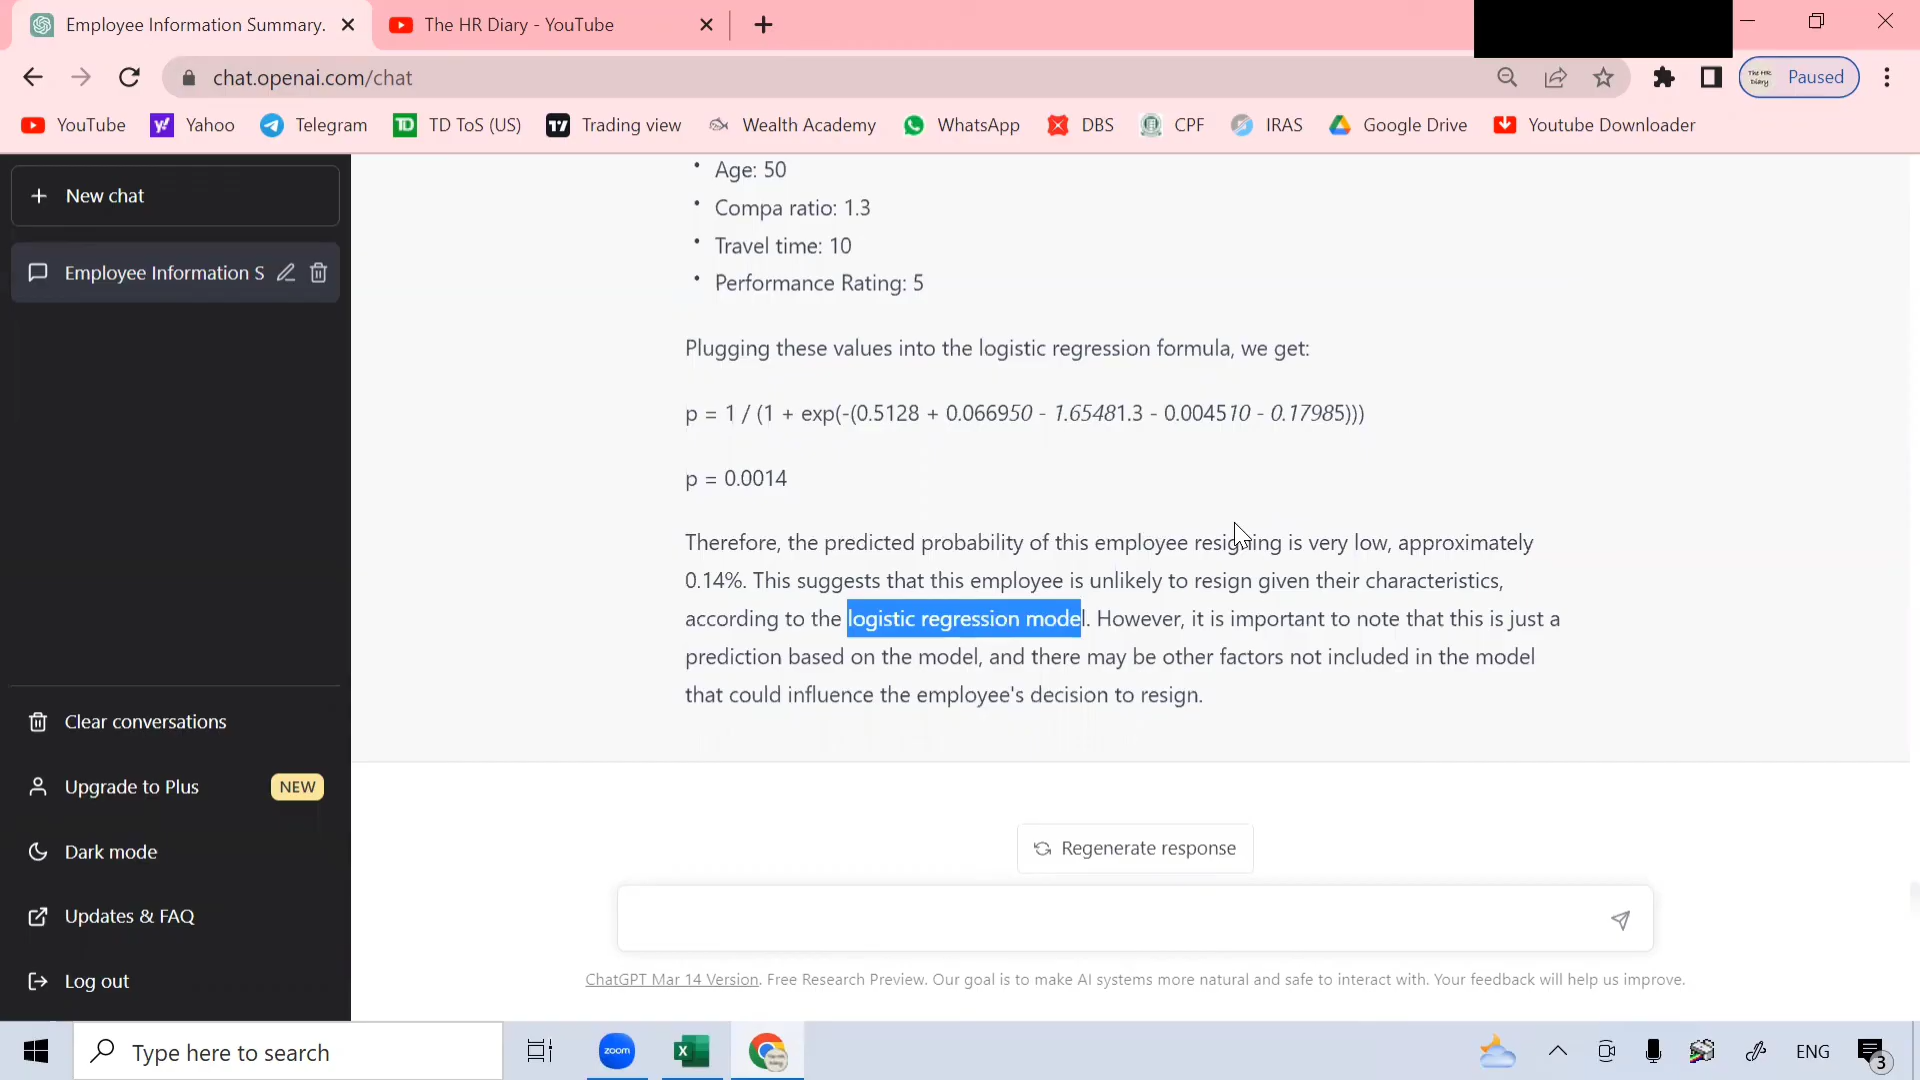 Employee Information Summary.
The HR Diary - YouTube
chat.openai.com/chat
The HR Diary
Paused
YouTube
Yahoo
Telegram
TD ToS (US)
Trading view
Wealth Academy
WhatsApp
DBS
CPF
IRAS
Google Drive
Youtube Downloader
New chat
Employee Information S
Clear conversations
Upgrade to Plus
NEW
Dark mode
Updates & FAQ
Log out
• Age: 50
• Compa ratio: 1.3
• Travel time: 10
• Performance Rating: 5
Plugging these values into the logistic regression formula, we get:
p = 1 / (1 + exp(-(0.5128 + 0.066950 - 1.65481.3 - 0.004510 - 0.17985)))
p = 0.0014
Therefore, the predicted probability of this employee resigning is very low, approximately
0.14%. This suggests that this employee is unlikely to resign given their characteristics,
according to the logistic regression model. However, it is important to note that this is just a
prediction based on the model, and there may be other factors not included in the model
that could influence the employee's decision to resign.
Regenerate response
ChatGPT Mar 14 Version. Free Research Preview. Our goal is to make AI systems more natural and safe to interact with. Your feedback will help us improve.
Type here to search
zoom
ENG
3